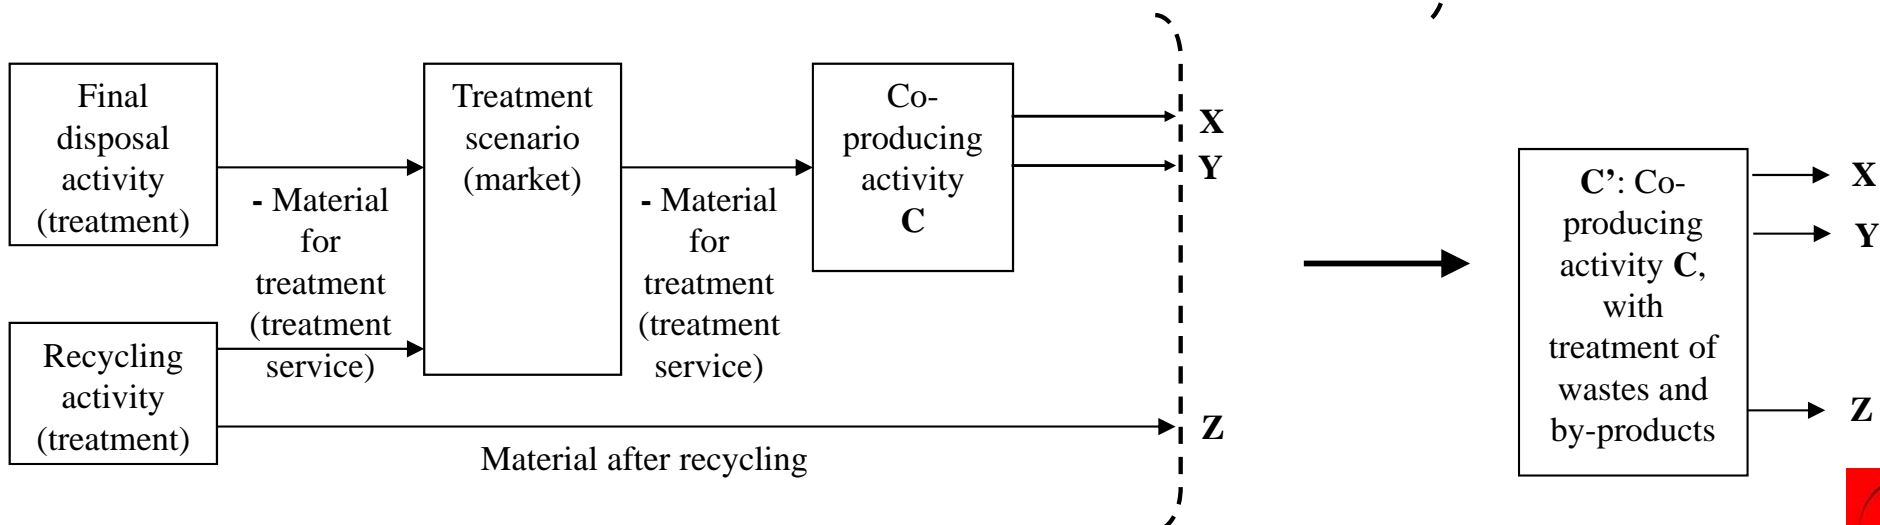 Final
disposal
activity
(treatment)
- Material
for
treatment
(treatment
service)
Recycling
activity
(treatment)
Treatment
scenario
(market)
- Material
for
treatment
(treatment
service)
Co-
producing
activity
C
X
Y
Z
Material after recycling
C’: Co-
producing
activity C,
with
treatment of
wastes and
by-products
X
Y
Z